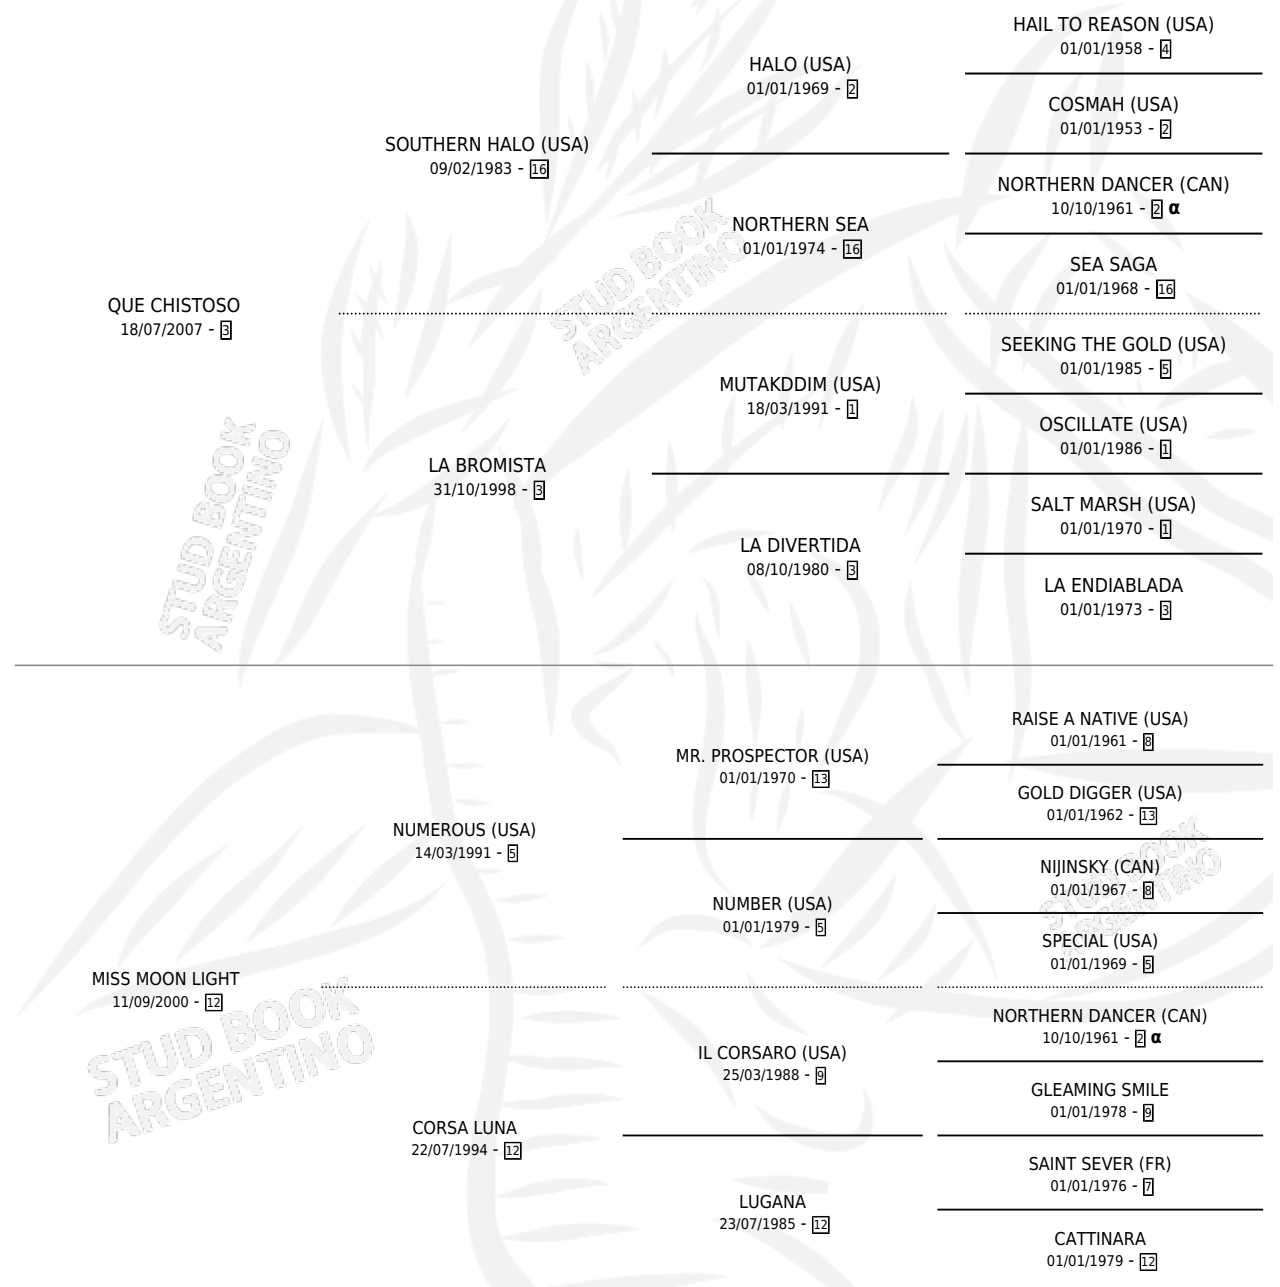 HAIL TO REASON (USA)
01/01/1958 - 4
HALO (USA)
01/01/1969 - 2
COSMAH (USA)
01/01/1953 - 2
SOUTHERN HALO (USA)
09/02/1983 - 16
NORTHERN DANCER (CAN)
10/10/1961 - 2 α
NORTHERN SEA
01/01/1974 - 16
SEA SAGA
01/01/1968 - 16
STUD BOOK
ARGENTINO
QUE CHISTOSO
18/07/2007 - 3
SEEKING THE GOLD (USA)
01/01/1985 - 5
MUTAKDDIM (USA)
18/03/1991 - 1
OSCILLATE (USA)
01/01/1986 - 1
LA BROMISTA
31/10/1998 - 3
SALT MARSH (USA)
01/01/1970 - 1
LA DIVERTIDA
08/10/1980 - 3
LA ENDIABLADA
01/01/1973 - 3
STUD BOOK
ARGENTINO
RAISE A NATIVE (USA)
01/01/1961 - 8
MR. PROSPECTOR (USA)
01/01/1970 - 13
GOLD DIGGER (USA)
01/01/1962 - 13
NUMEROUS (USA)
14/03/1991 - 5
NIJINSKY (CAN)
01/01/1967 - 8
NUMBER (USA)
01/01/1979 - 5
SPECIAL (USA)
01/01/1969 - 5
STUD BOOK
ARGENTINO
MISS MOON LIGHT
11/09/2000 - 12
NORTHERN DANCER (CAN)
10/10/1961 - 2 α
IL CORSARO (USA)
25/03/1988 - 9
GLEAMING SMILE
01/01/1978 - 9
CORSA LUNA
22/07/1994 - 12
SAINT SEVER (FR)
01/01/1976 - 7
LUGANA
23/07/1985 - 12
CATTINARA
01/01/1979 - 12
STUD BOOK
ARGENTINO